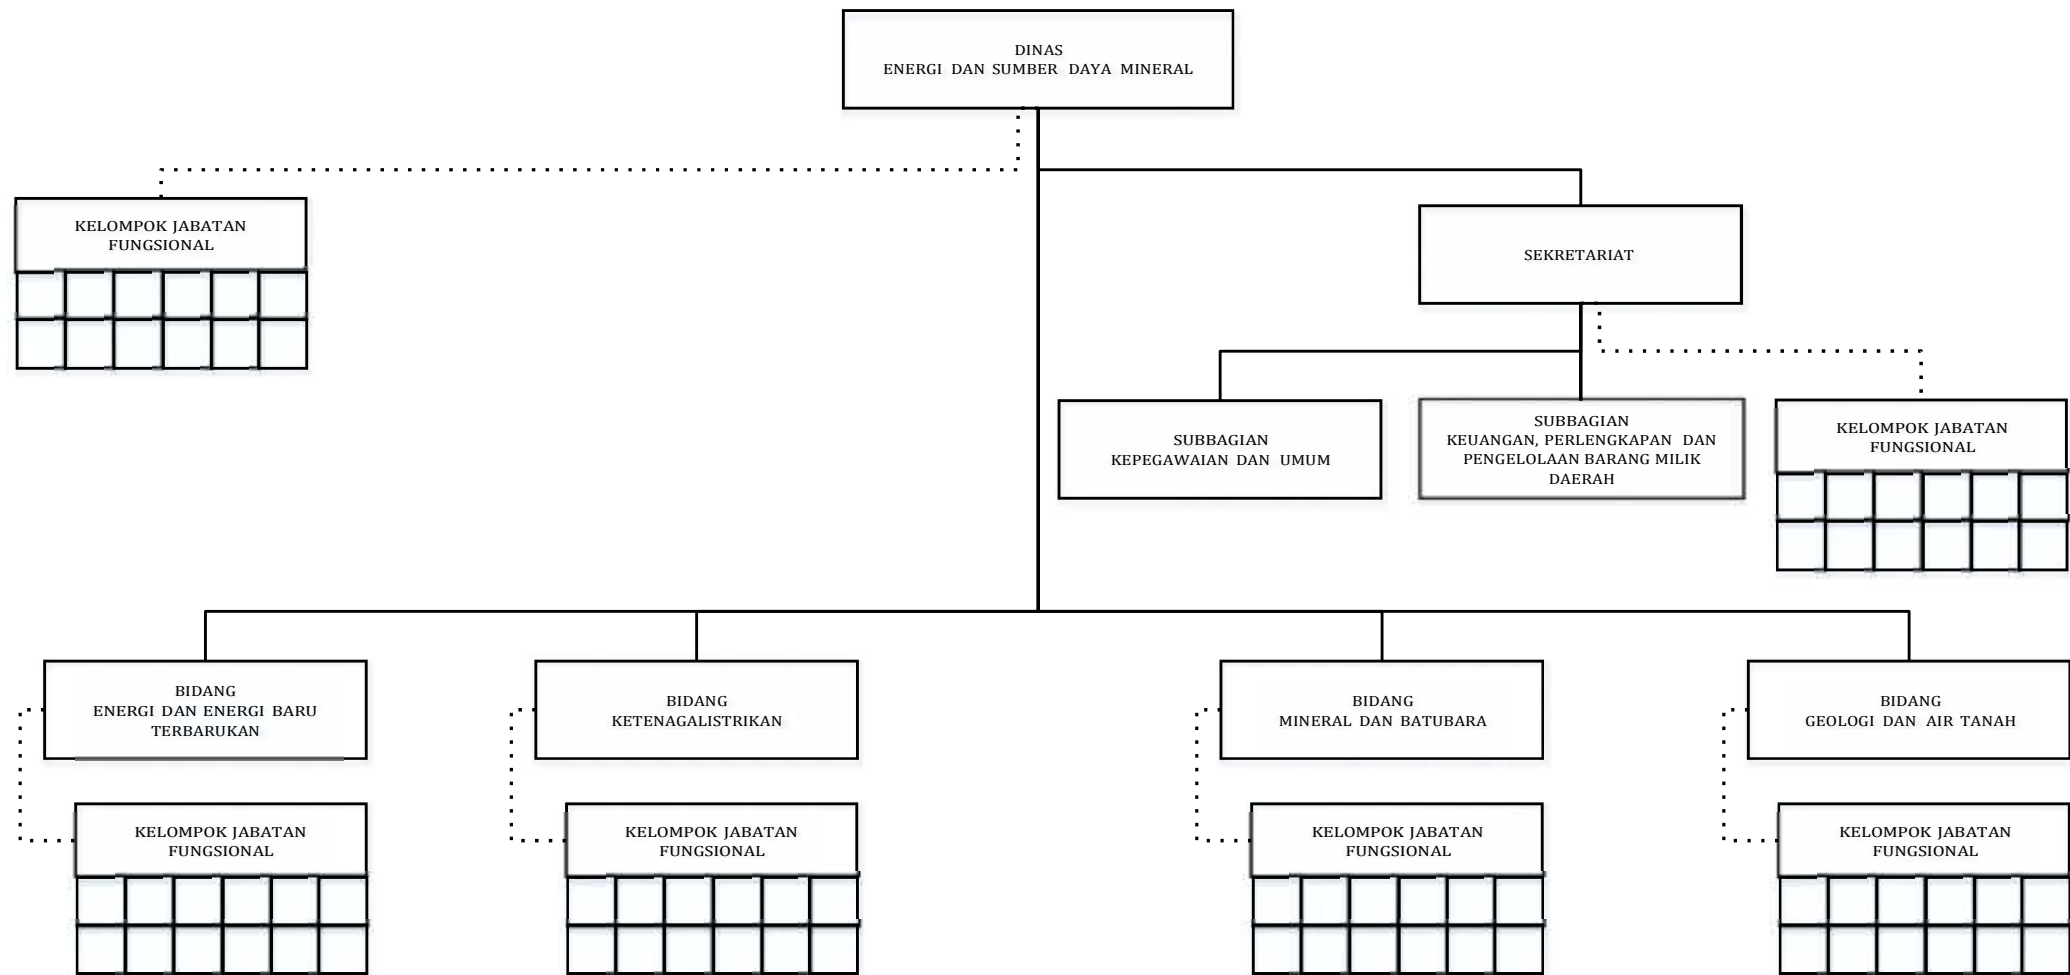 DINAS
ENERGI DAN SUMBER DAYA MINERAL
KELOMPOK JABATAN
FUNGSIONAL
SEKRETARIAT
SUBBAGIAN
KEPEGAWAIAN DAN UMUM
SUBBAGIAN
KEUANGAN, PERLENGKAPAN DAN
PENGELOLAAN BARANG MILIK
DAERAH
KELOMPOK JABATAN
FUNGSIONAL
BIDANG
ENERGI DAN ENERGI BARU
TERBARUKAN
BIDANG
KETENAGALISTRIKAN
BIDANG
MINERAL DAN BATUBARA
BIDANG
GEOLOGI DAN AIR TANAH
KELOMPOK JABATAN
FUNGSIONAL
KELOMPOK JABATAN
FUNGSIONAL
KELOMPOK JABATAN
FUNGSIONAL
KELOMPOK JABATAN
FUNGSIONAL